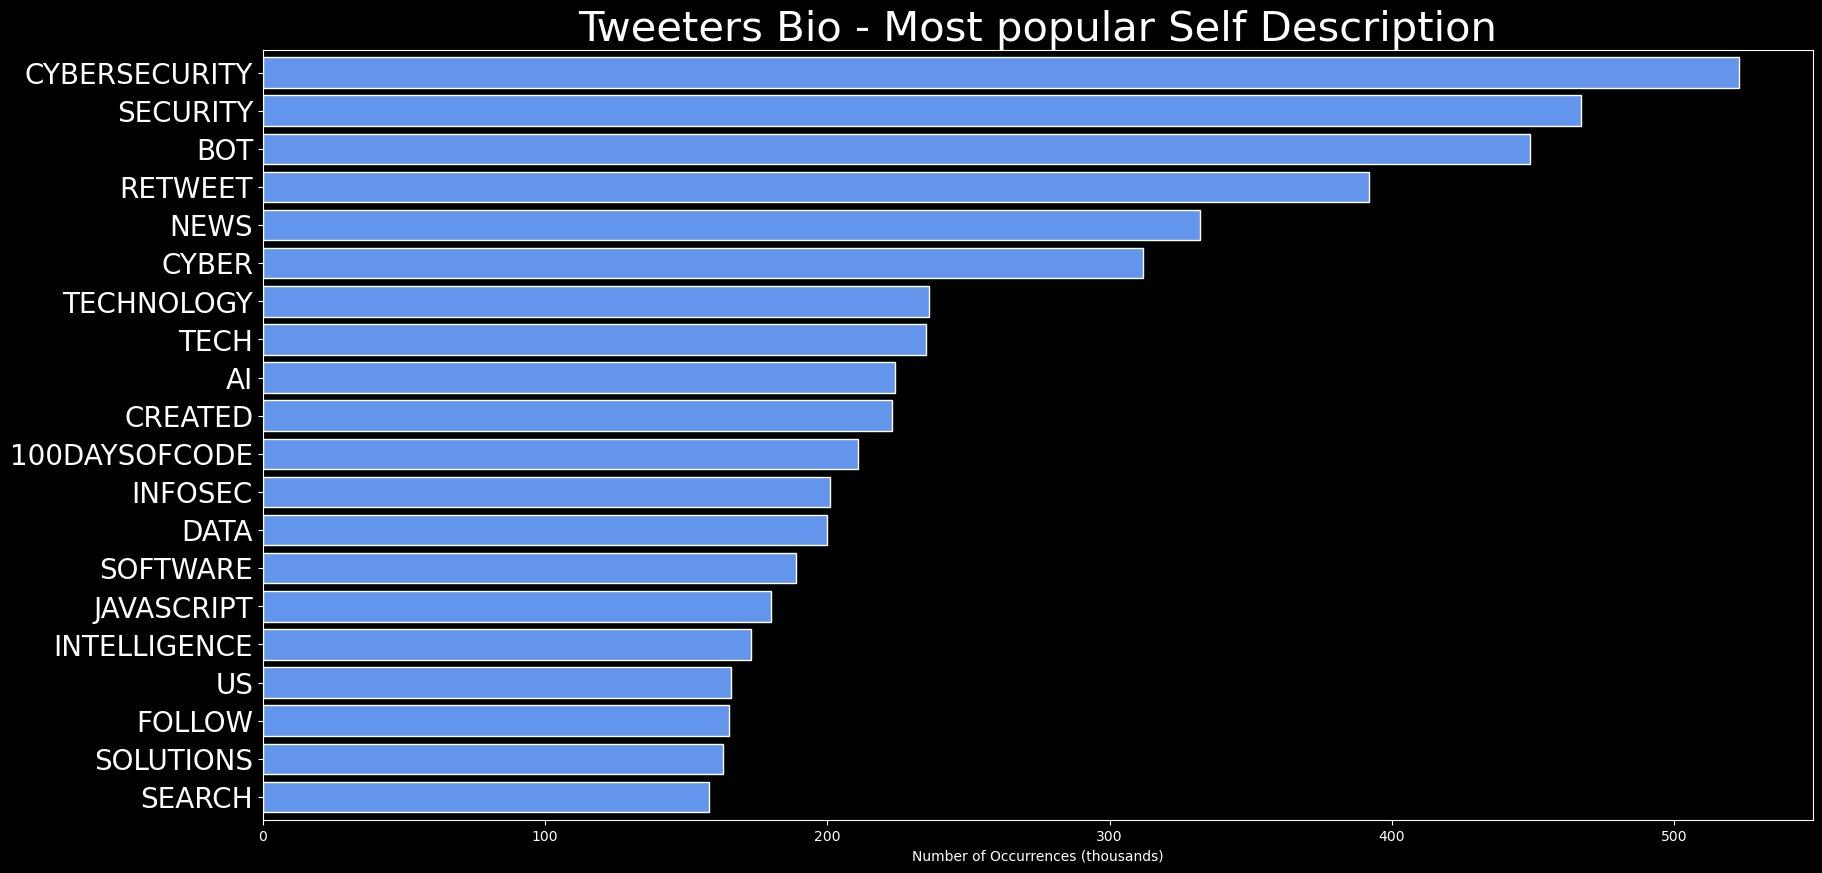 Tweeters Bio - Most popular Self Description
CYBERSECURITY
SECURITY
BOT
RETWEET
NEWS
CYBER
TECHNOLOGY
TECH
AI
CREATED
100DAYSOFCODE
INFOSEC
DATA
SOFTWARE
JAVASCRIPT
INTELLIGENCE
US
FOLLOW
SOLUTIONS
SEARCH
0 100 200 300 400 500
Number of Occurrences (thousands)